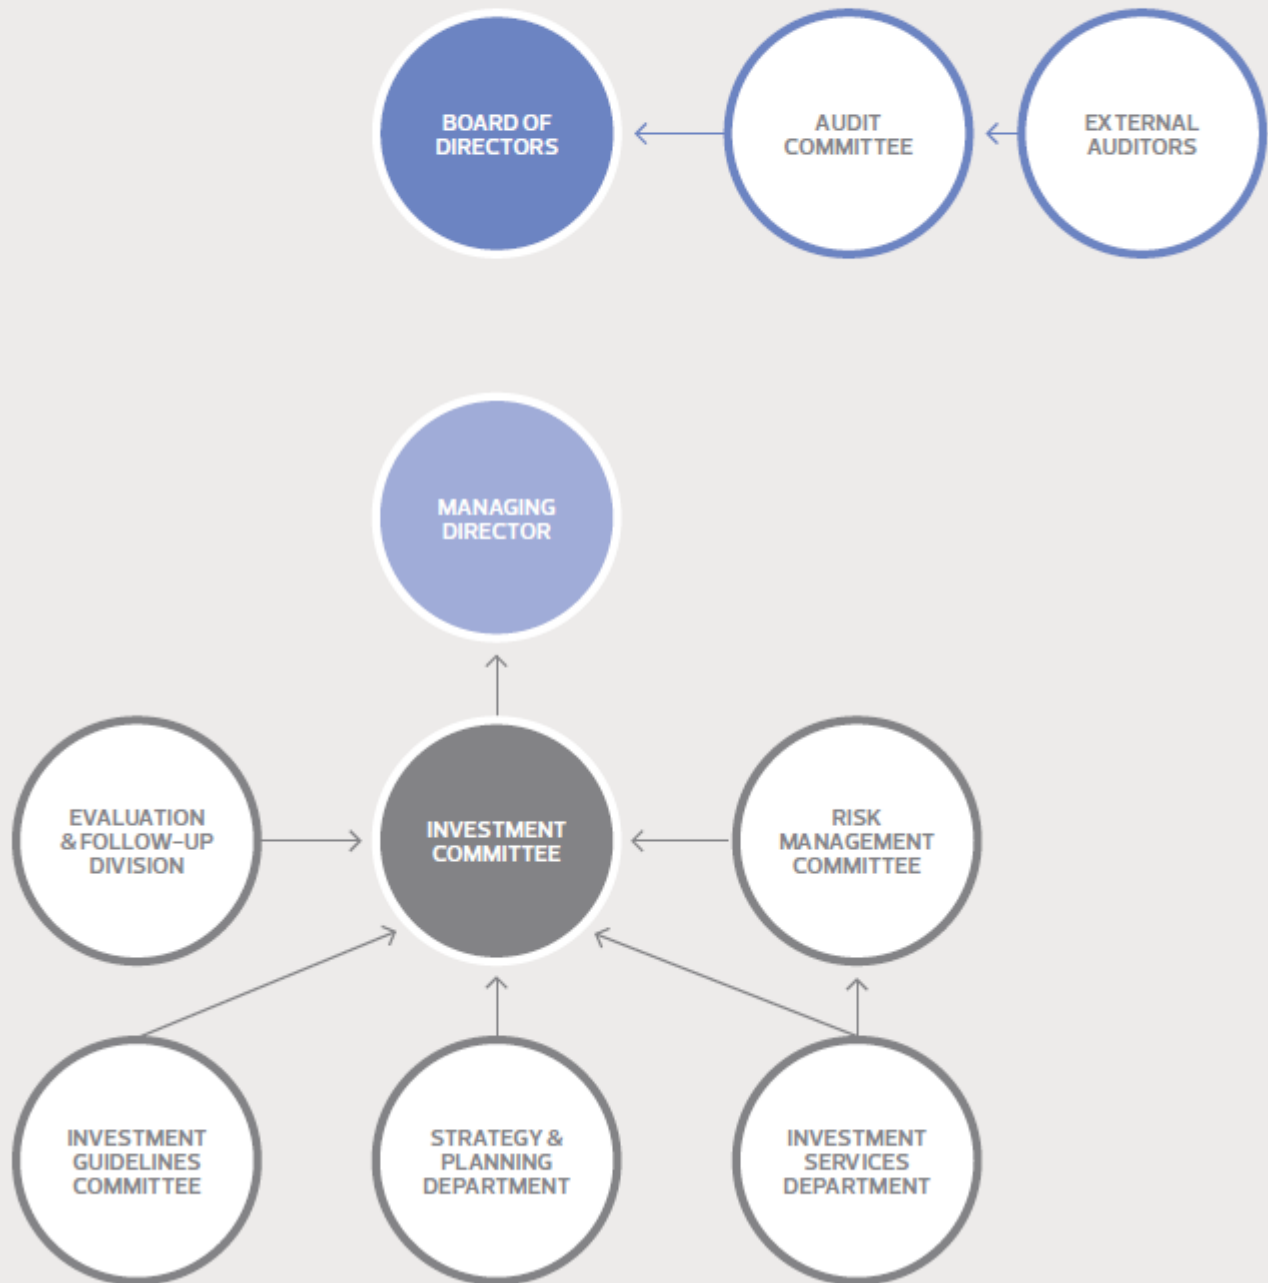 BOARD OF
DIRECTORS
AUDIT
COMMITTEE
EXTERNAL
AUDITORS
MANAGING
DIRECTOR
EVALUATION
& FOLLOW-UP
DIVISION
INVESTMENT
COMMITTEE
RISK
MANAGEMENT
COMMITTEE
INVESTMENT
GUIDELINES
COMMITTEE
STRATEGY &
PLANNING
DEPARTMENT
INVESTMENT
SERVICES
DEPARTMENT